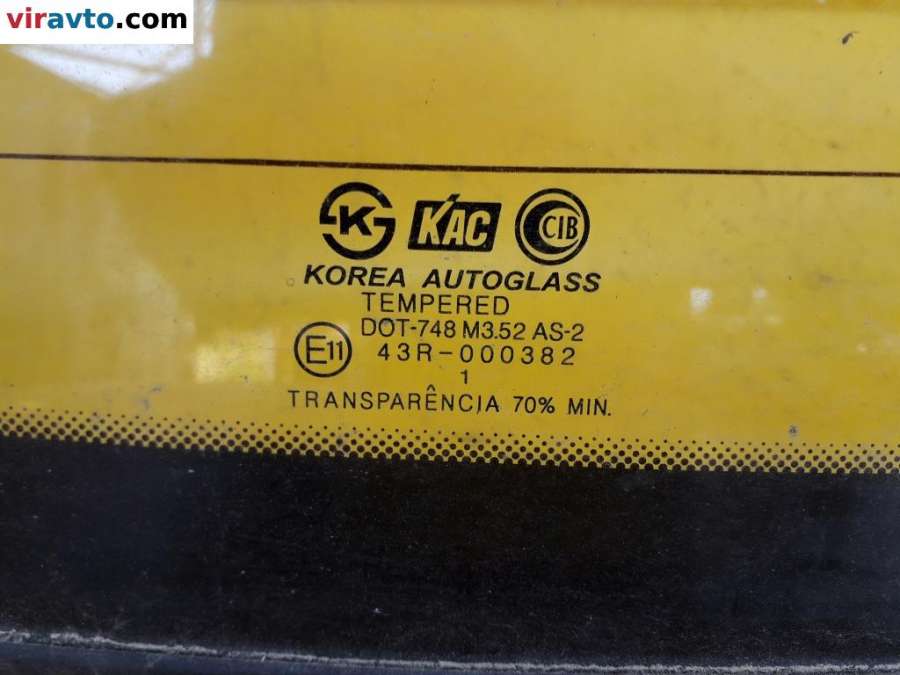 viravto.com
K KAC CIB
KOREA AUTOGLASS
TEMPERED
DOT-748 M3.52 AS-2
E11 43R-000382
1
TRANSPARÊNCIA 70% MIN.